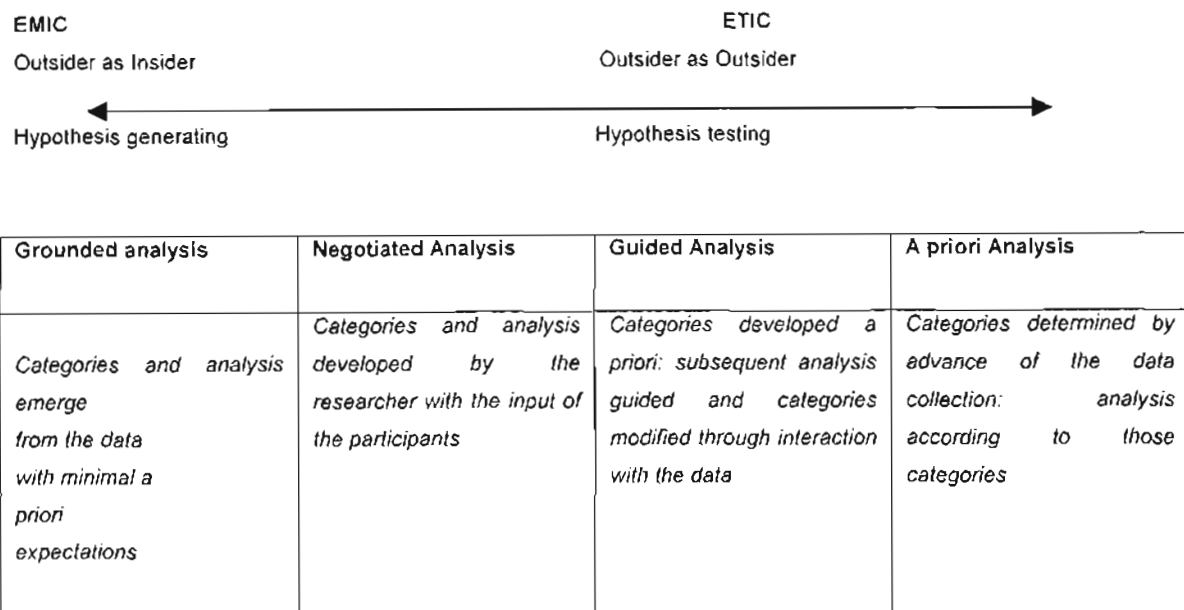 EMIC
ETIC
Outsider as Insider
Outsider as Outsider
Hypothesis generating
Hypothesis testing
Grounded analysis
Negotiated Analysis
Guided Analysis
A priori Analysis
Categories and analysis
emerge
from the data
with minimal a
priori
expectations
Categories and analysis
developed by the
researcher with the input of
the participants
Categories developed a
priori: subsequent analysis
guided and categories
modified through interaction
with the data
Categories determined by
advance of the data
collection: analysis
according to those
categories